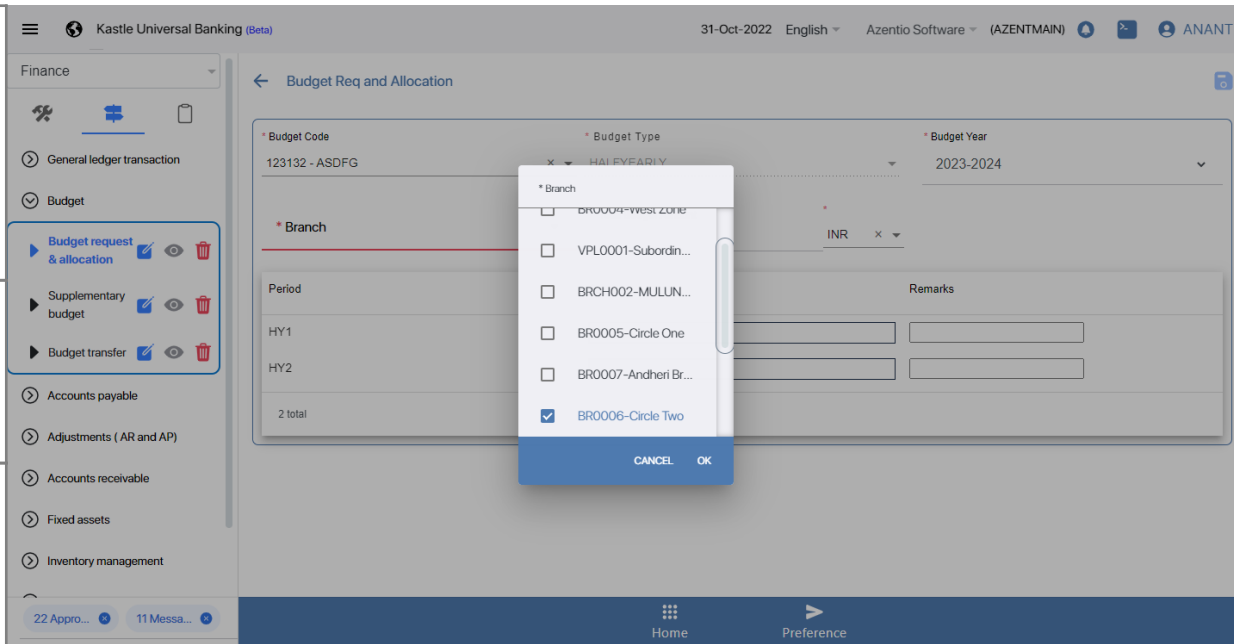 Kastle Universal Banking (Beta)
31-Oct-2022 English Azentio Software (AZENTMAIN) ANANT
Finance
Budget Req and Allocation
* Budget Code
* Budget Type
* Budget Year
123132 - ASDFG
HALFYEARLY
2023-2024
General ledger transaction
Budget
Budget request
& allocation
Supplementary
budget
Budget transfer
Accounts payable
Adjustments ( AR and AP)
Accounts receivable
Fixed assets
Inventory management
* Branch
*
INR
Period
Remarks
HY1
HY2
2 total
* Branch
BR0004-West Zone
VPL0001-Subordin...
BRCH002-MULUN...
BR0005-Circle One
BR0007-Andheri Br...
BR0006-Circle Two
CANCEL OK
22 Appro... 11 Messa...
Home Preference